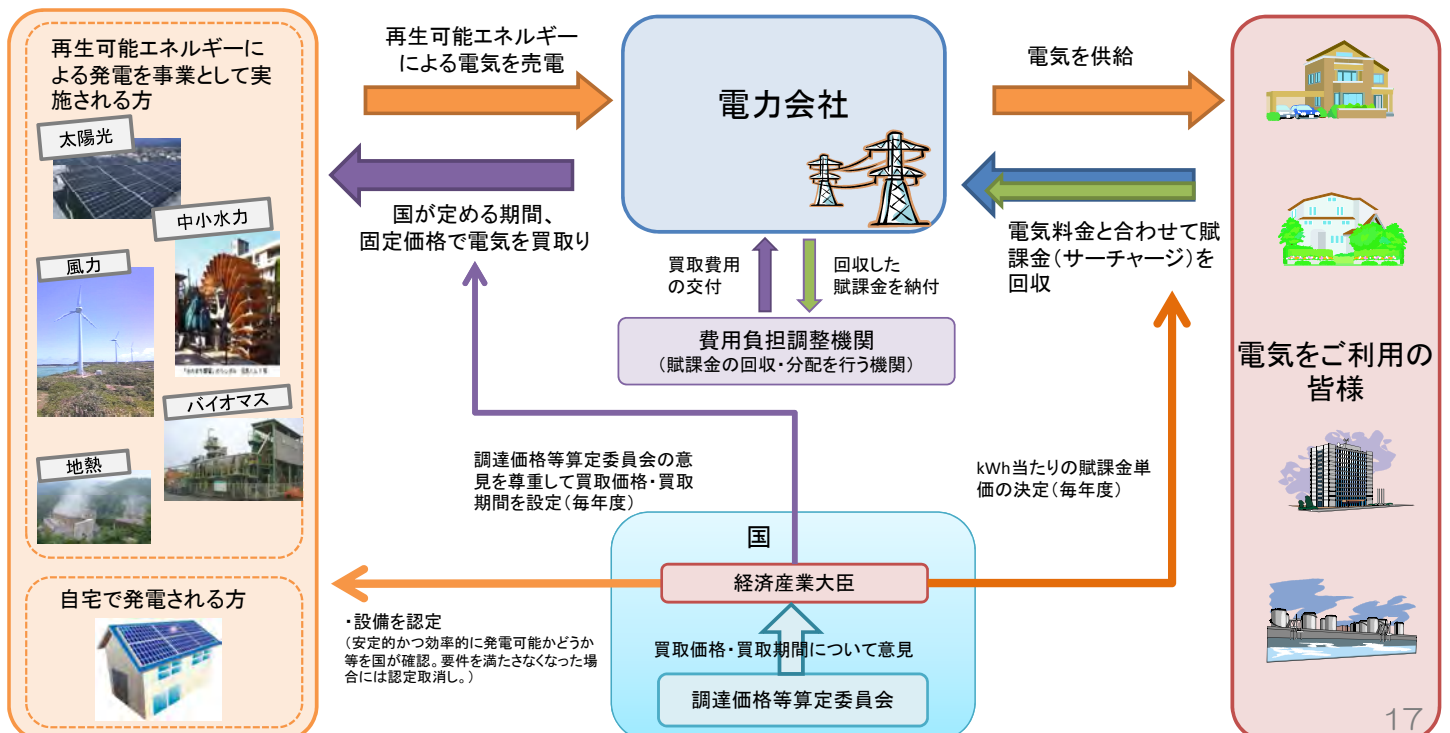 再生可能エネルギーに
よる発電を事業として実
施される方
太陽光
中小水力
風力
バイオマス
地熱
自宅で発電される方
再生可能エネルギー
による電気を売電
国が定める期間、
固定価格で電気を買取り
電力会社
買取費用
の交付
回収した
賦課金を納付
費用負担調整機関
(賦課金の回収・分配を行う機関)
電気を供給
電気料金と合わせて賦
課金(サーチャージ)を
回収
電気をご利用の
皆様
調達価格等算定委員会の意
見を尊重して買取価格・買取
期間を設定(毎年度)
kWh当たりの賦課金単
価の決定(毎年度)
国
経済産業大臣
・設備を認定
(安定的かつ効率的に発電可能かどうか
等を国が確認。要件を満たさなくなった場
合には認定取消し。)
買取価格・買取期間について意見
調達価格等算定委員会
17